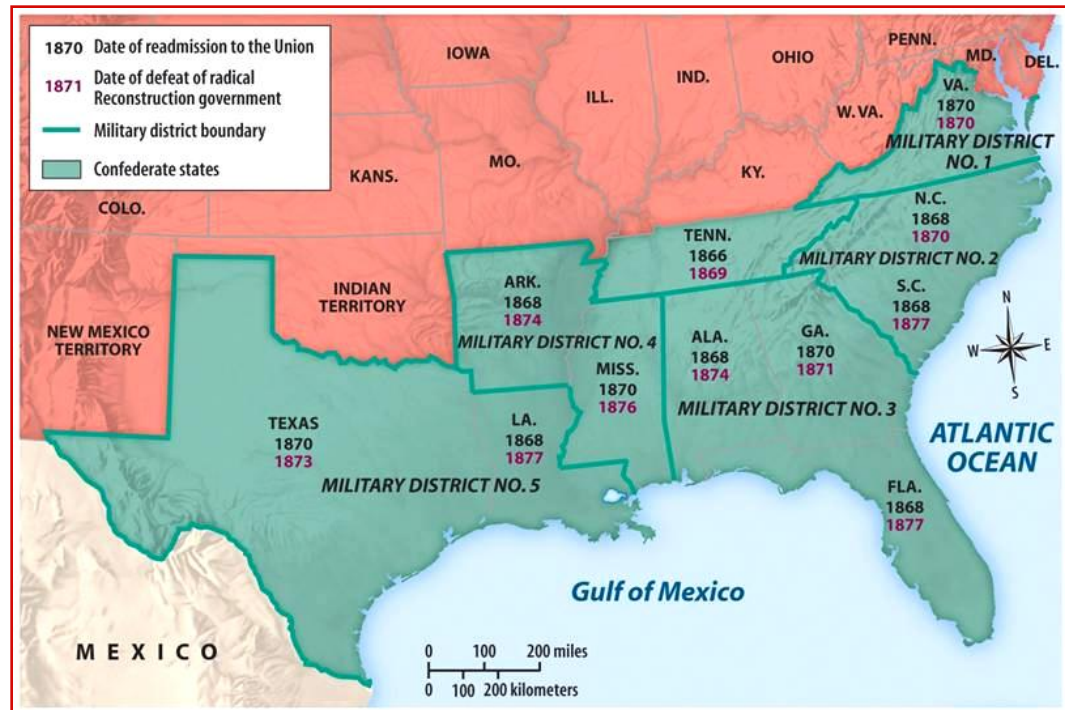 1870 Date of readmission to the Union
1871 Date of defeat of radical
Reconstruction government
Military district boundary
Confederate states
IOWA
ILL.
IND.
OHIO
PENN.
MD.
DEL.
W. VA.
KY.
MO.
KANS.
COLO.
NEW MEXICO
TERRITORY
INDIAN
TERRITORY
VA.
1870
1870
MILITARY DISTRICT
NO. 1
N.C.
1868
1870
MILITARY DISTRICT NO. 2
S.C.
1868
1877
TENN.
1866
1869
ARK.
1868
1874
MILITARY DISTRICT NO. 4
MISS.
1870
1876
ALA.
1868
1874
GA.
1870
1871
MILITARY DISTRICT NO. 3
TEXAS
1870
1873
LA.
1868
1877
MILITARY DISTRICT NO. 5
FLA.
1868
1877
N
W
E
S
ATLANTIC
OCEAN
Gulf of Mexico
MEXICO
0 100 200 miles
0 100 200 kilometers